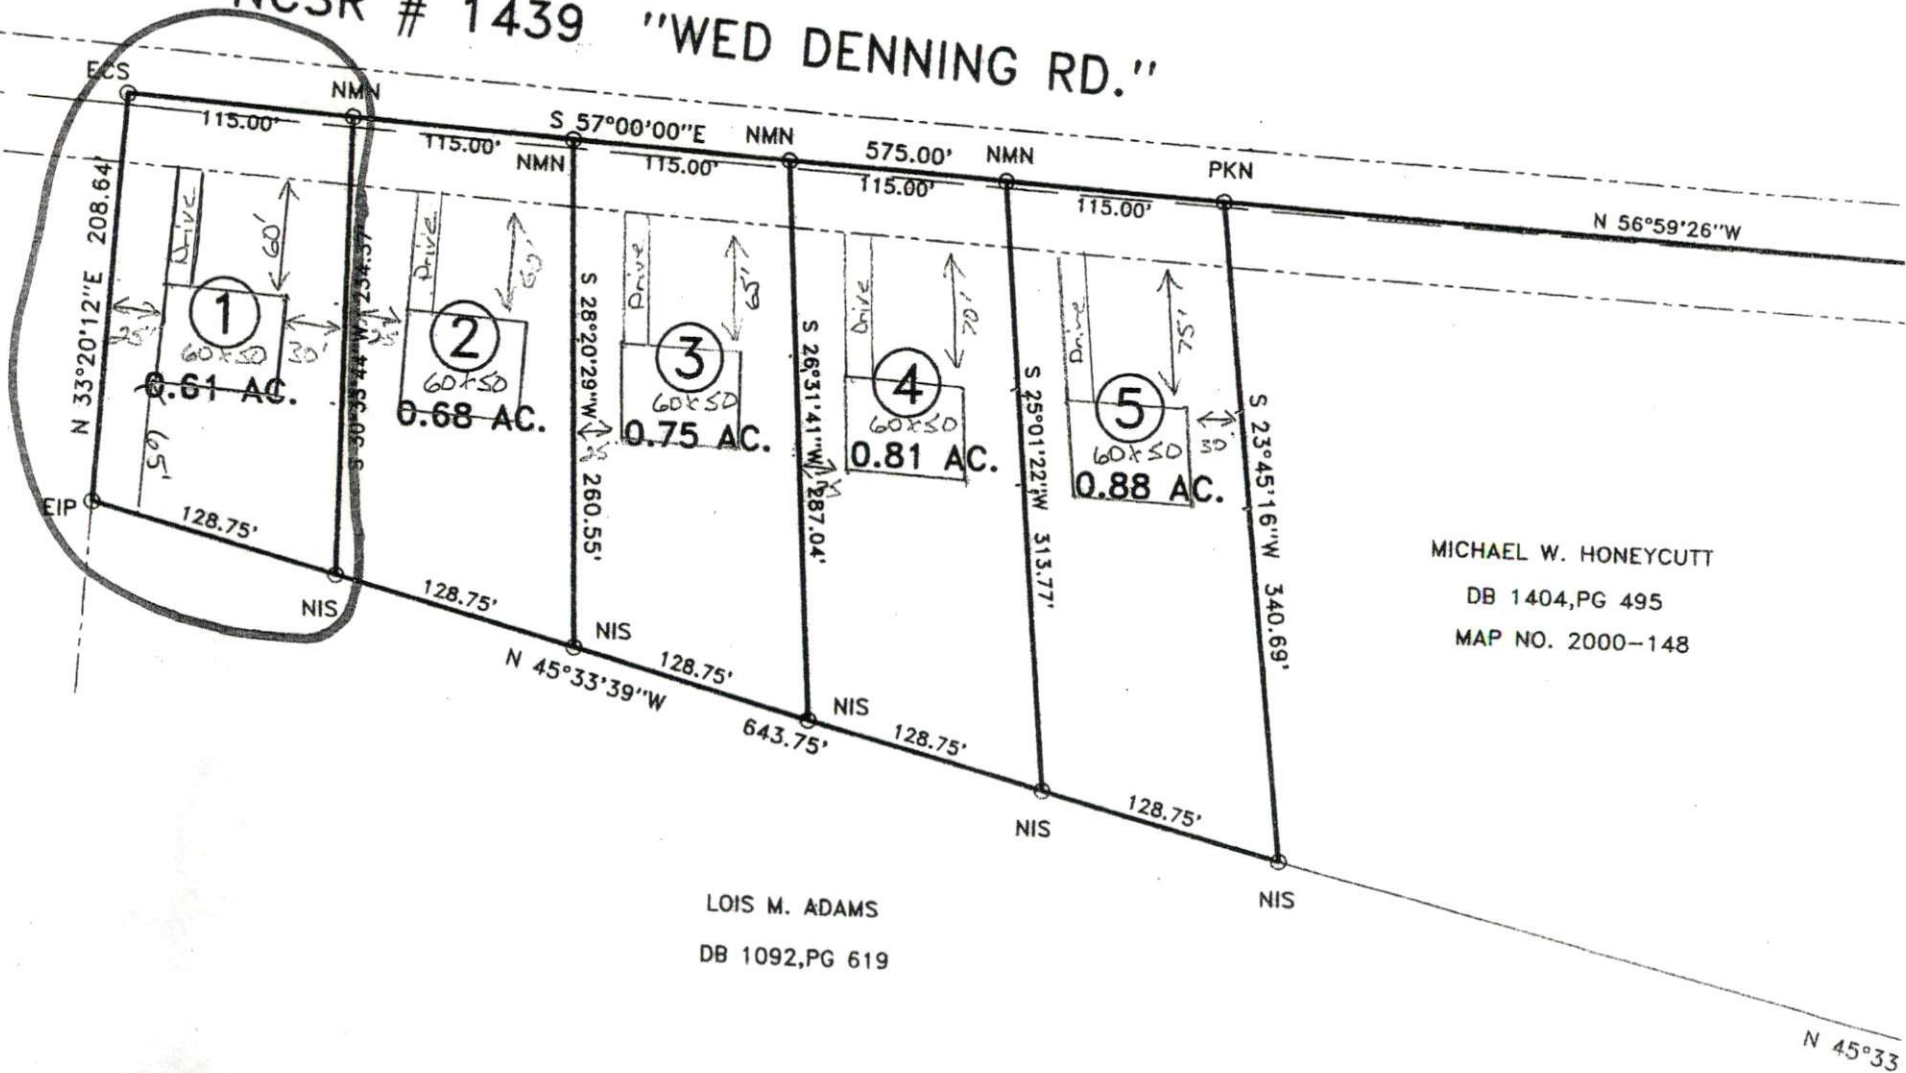 NCSR # 1439 "WED DENNING RD."
ECS
NMN
115.00'
115.00'
S 57°00'00"E
NMN
NMN
115.00'
575.00'
NMN
115.00'
PKN
115.00'
N 56°59'26"W
N 33°20'12"E 208.64'
Drive
60'
1
60x50
30'
0.61 AC.
65'
Drive
60'
2
60x50
0.68 AC.
S 28°20'29"W 260.55'
Drive
65'
3
60x50
0.75 AC.
S 26°31'41"W 287.04'
Drive
70'
4
60x50
0.81 AC.
S 25°01'22"W 313.77'
Drive
75'
5
60x50
30'
0.88 AC.
S 23°45'16"W 340.69'
EIP
128.75'
NIS
128.75'
NIS
N 45°33'39"W
128.75'
NIS
643.75'
128.75'
NIS
128.75'
NIS
MICHAEL W. HONEYCUTT
DB 1404,PG 495
MAP NO. 2000-148
LOIS M. ADAMS
DB 1092,PG 619
N 45°33